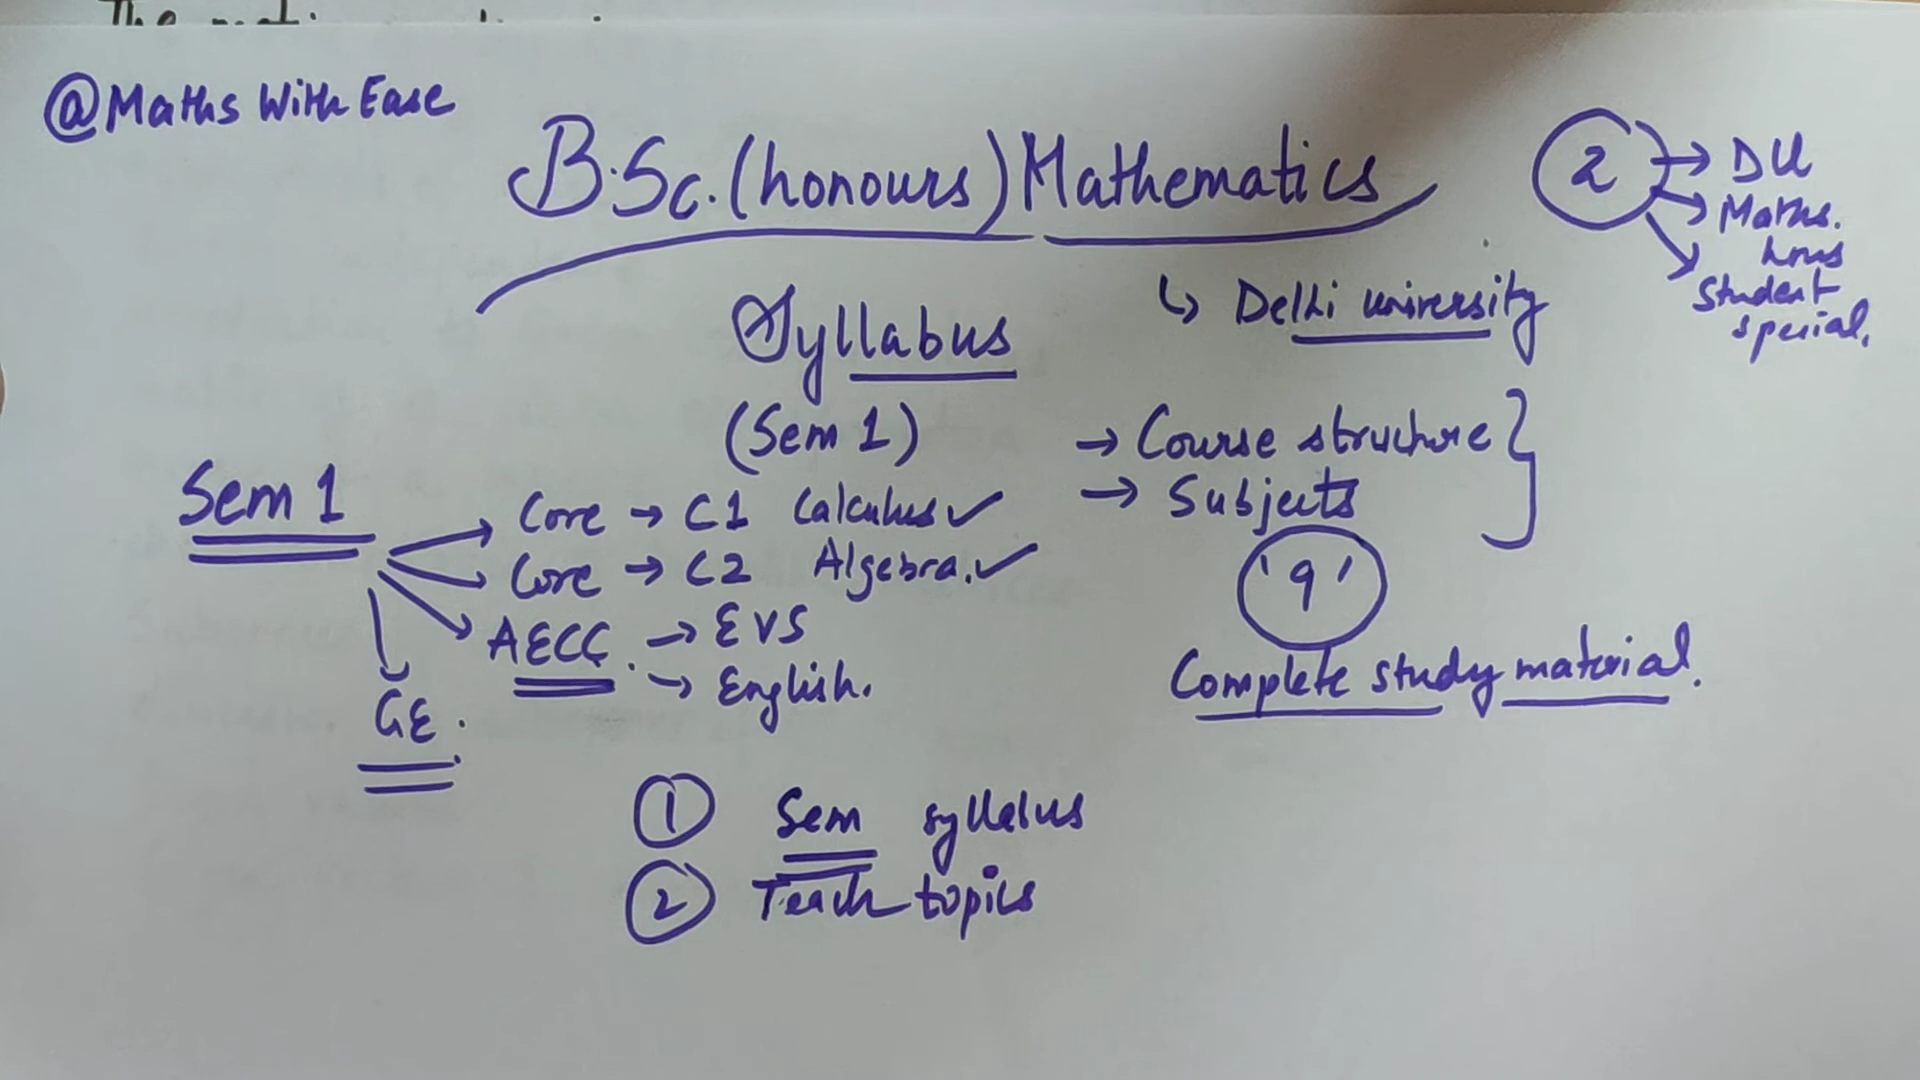 @Maths With Ease
B.Sc. (honours) Mathematics
2 → DU
→ Maths. hons
→ Student special.
↳ Delhi university
Syllabus
(Sem 1)
→ Course structure
→ Subjects
'9'
Complete study material.
Sem 1
Core → C1 Calculus ✓
Core → C2 Algebra. ✓
AECC. → EVS
→ English.
GE.
① Sem syllabus
② Teach topics